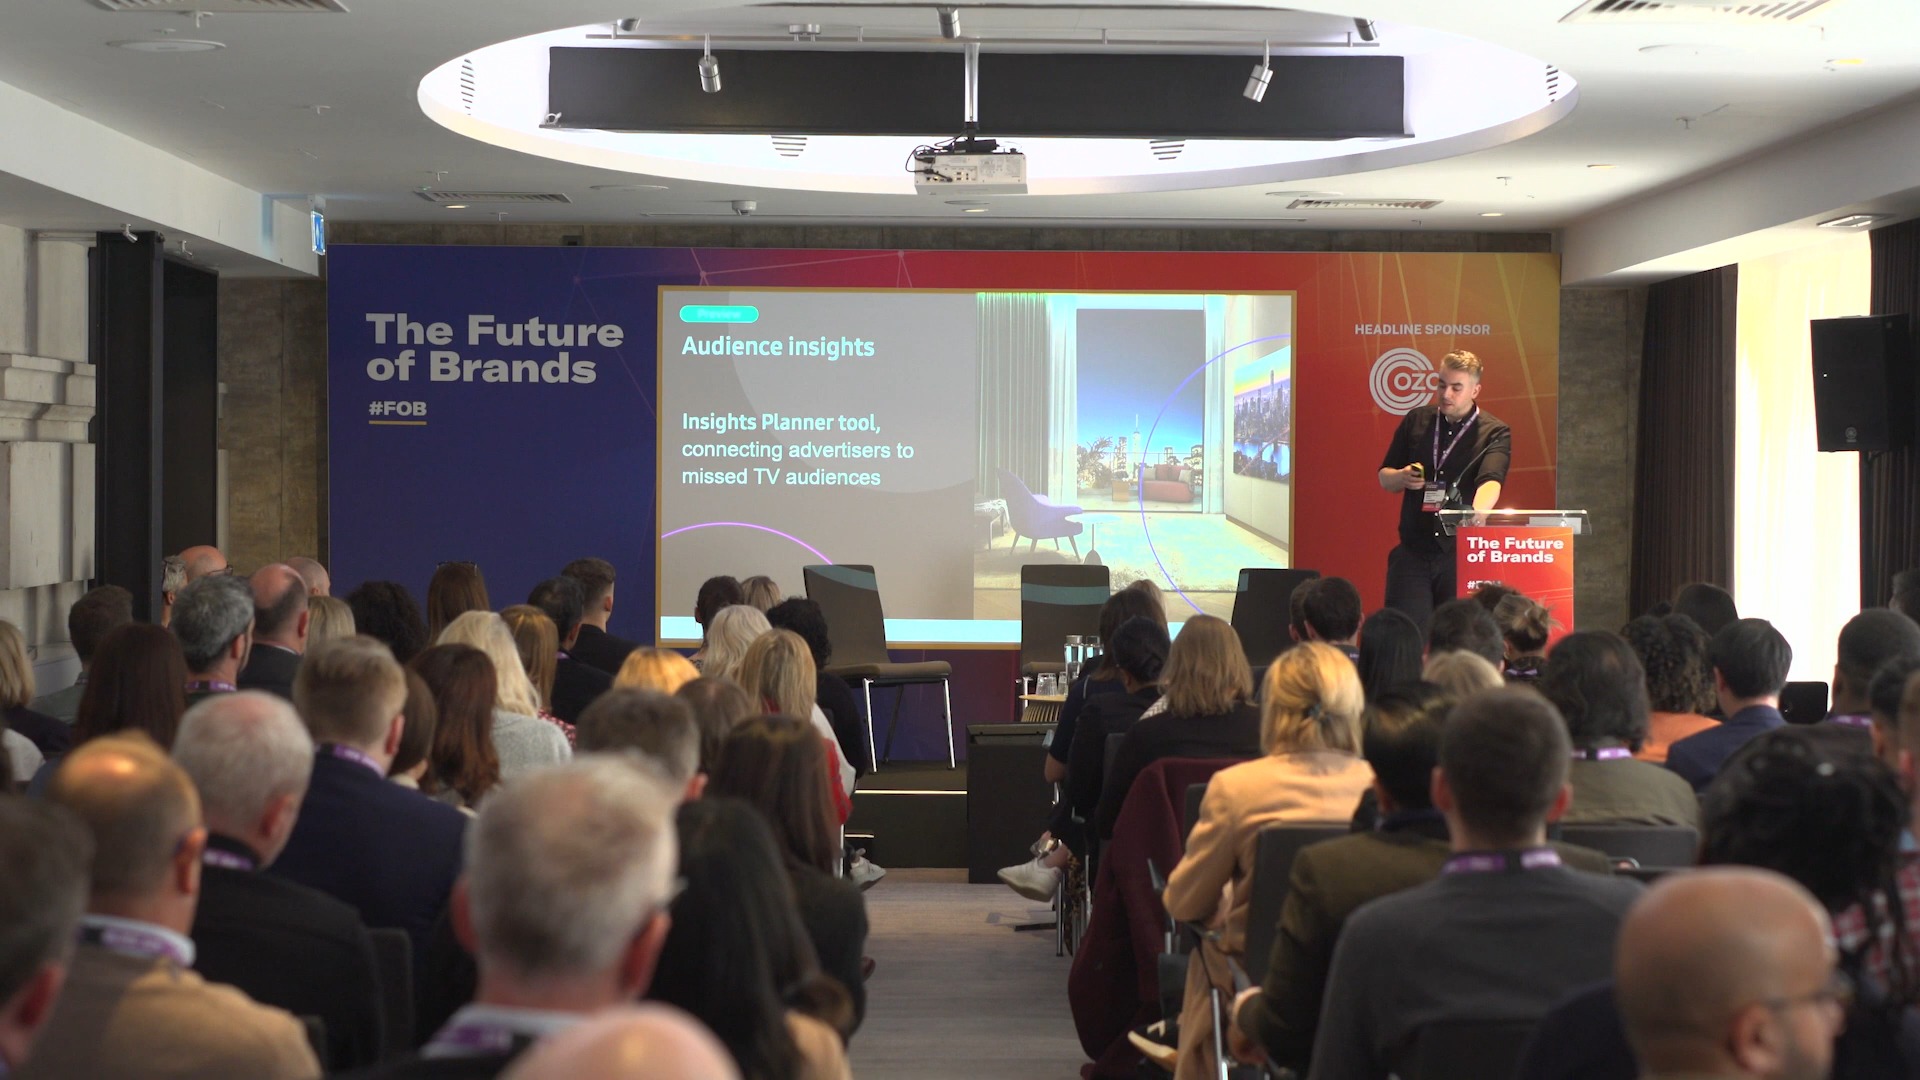 The Future
of Brands
#FOB
Preview
Audience insights
Insights Planner tool,
connecting advertisers to
missed TV audiences
HEADLINE SPONSOR
The Future
of Brands